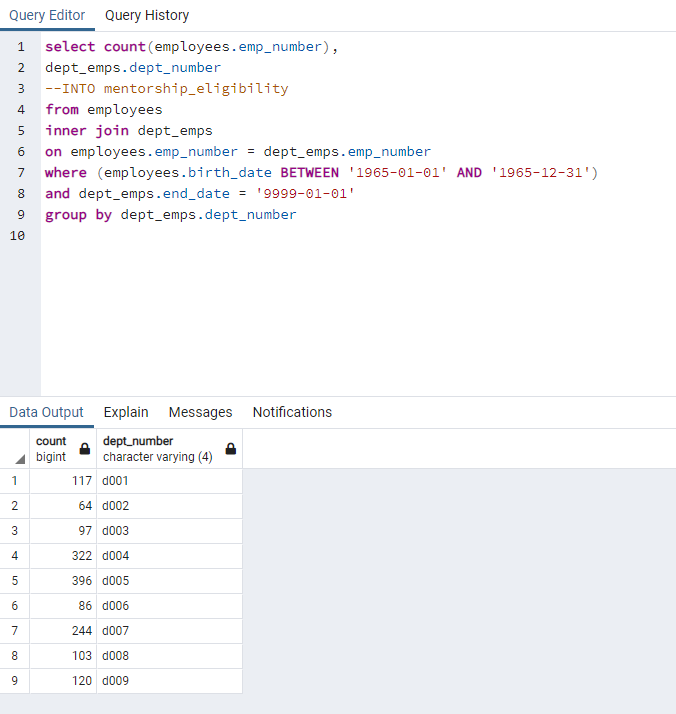 Query Editor Query History
1 select count(employees.emp_number),
2 dept_emps.dept_number
3 --INTO mentorship_eligibility
4 from employees
5 inner join dept_emps
6 on employees.emp_number = dept_emps.emp_number
7 where (employees.birth_date BETWEEN '1965-01-01' AND '1965-12-31')
8 and dept_emps.end_date = '9999-01-01'
9 group by dept_emps.dept_number
10
Data Output Explain Messages Notifications
count dept_number
bigint character varying (4)
1 117 d001
2 64 d002
3 97 d003
4 322 d004
5 396 d005
6 86 d006
7 244 d007
8 103 d008
9 120 d009